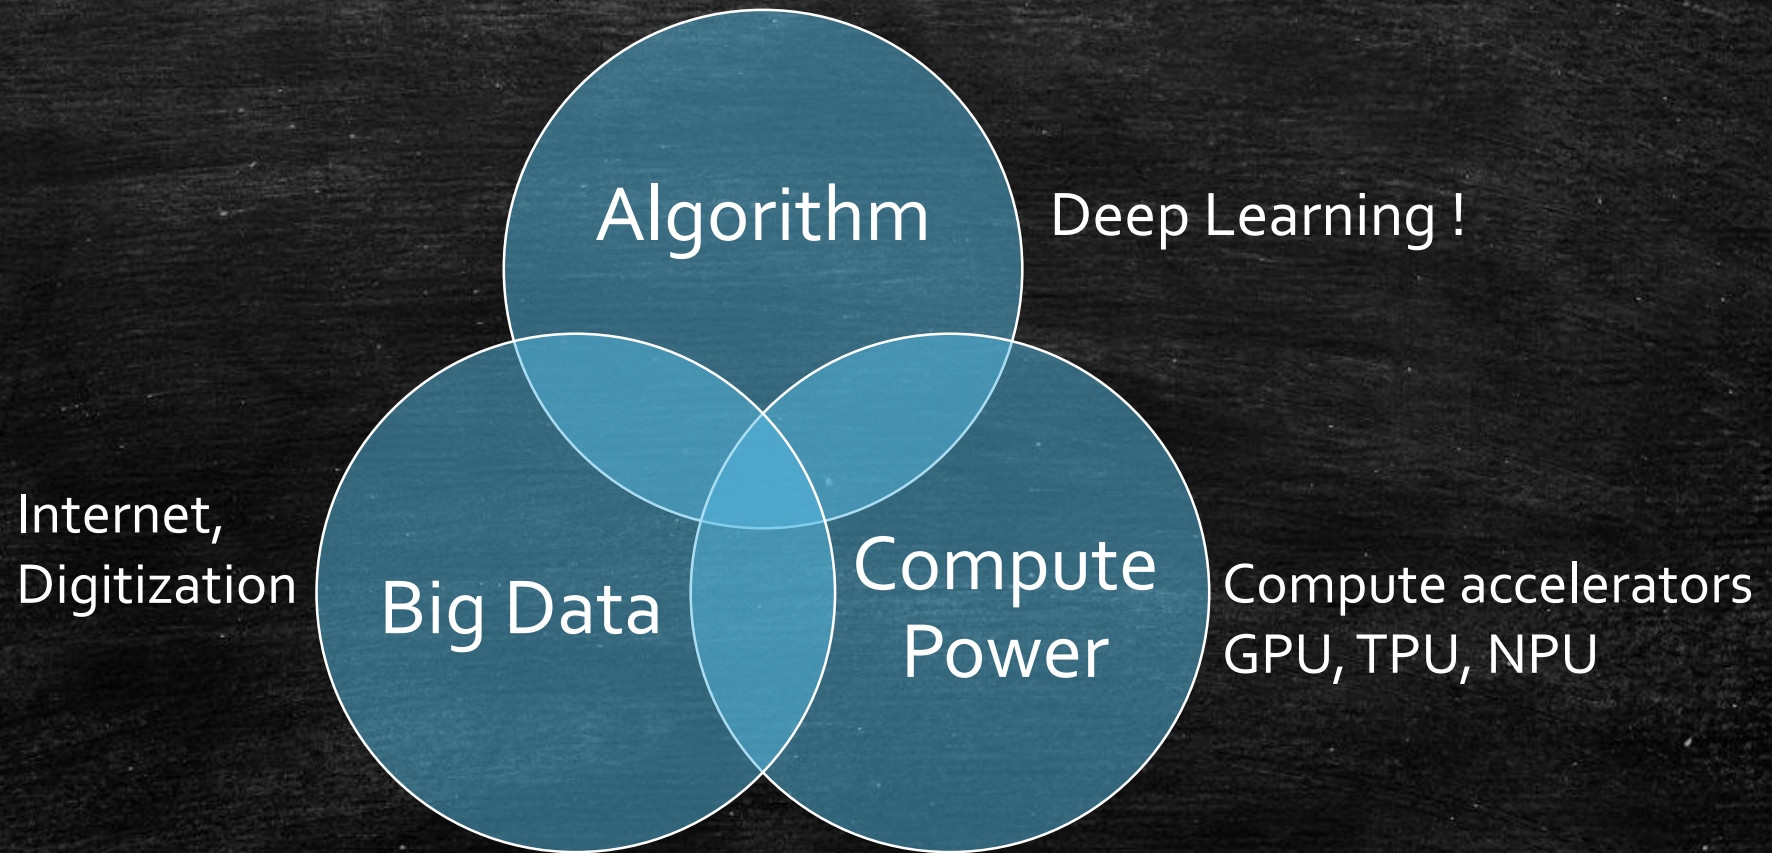 Algorithm
Deep Learning !
Internet,
Digitization
Big Data
Compute
Power
Compute accelerators
GPU, TPU, NPU